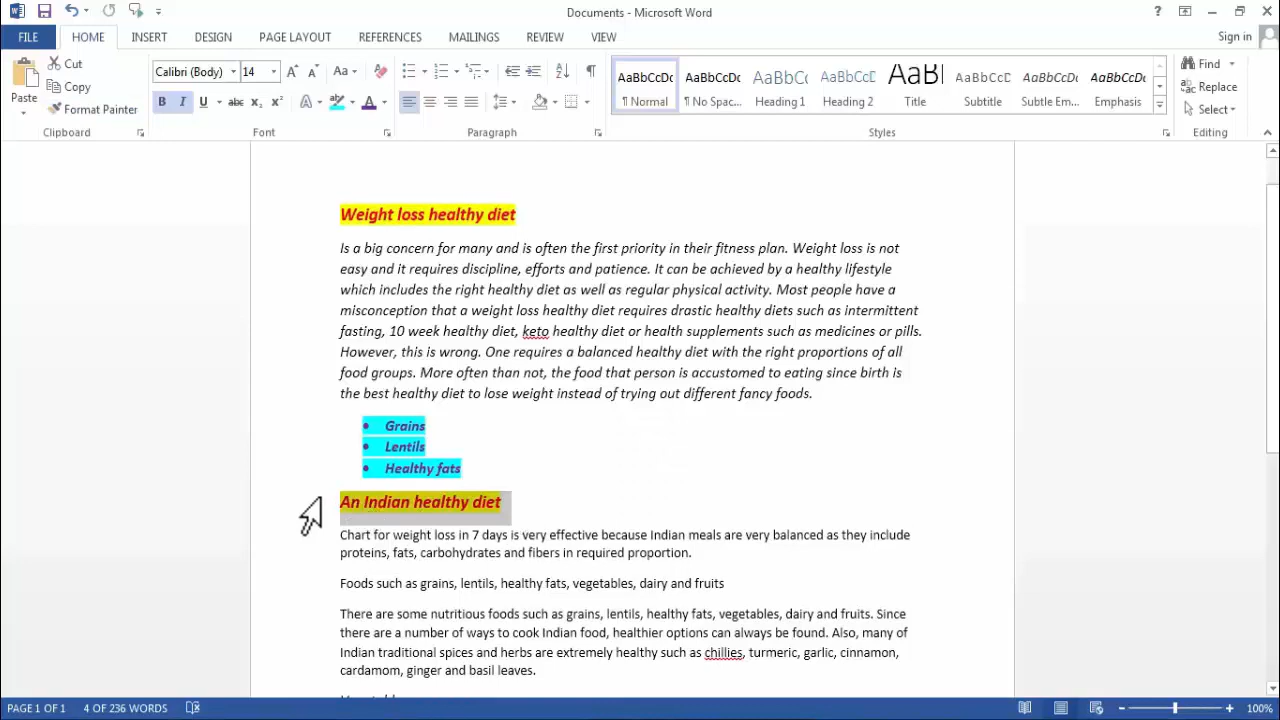 Documents - Microsoft Word
Sign in
FILE HOME INSERT DESIGN PAGE LAYOUT REFERENCES MAILINGS REVIEW VIEW
Paste
Cut
Copy
Format Painter
Clipboard
Calibri (Body) 14
Font
Paragraph
AaBbCcDc AaBbCcDc AaBbCc AaBbCcC AaBl AaBbCcD AaBbCcDc AaBbCcDc
¶ Normal ¶ No Spac... Heading 1 Heading 2 Title Subtitle Subtle Em... Emphasis
Styles
Find
Replace
Select
Editing
Weight loss healthy diet
Is a big concern for many and is often the first priority in their fitness plan. Weight loss is not
easy and it requires discipline, efforts and patience. It can be achieved by a healthy lifestyle
which includes the right healthy diet as well as regular physical activity. Most people have a
misconception that a weight loss healthy diet requires drastic healthy diets such as intermittent
fasting, 10 week healthy diet, keto healthy diet or health supplements such as medicines or pills.
However, this is wrong. One requires a balanced healthy diet with the right proportions of all
food groups. More often than not, the food that person is accustomed to eating since birth is
the best healthy diet to lose weight instead of trying out different fancy foods.
• Grains
• Lentils
• Healthy fats
An Indian healthy diet
Chart for weight loss in 7 days is very effective because Indian meals are very balanced as they include
proteins, fats, carbohydrates and fibers in required proportion.
Foods such as grains, lentils, healthy fats, vegetables, dairy and fruits
There are some nutritious foods such as grains, lentils, healthy fats, vegetables, dairy and fruits. Since
there are a number of ways to cook Indian food, healthier options can always be found. Also, many of
Indian traditional spices and herbs are extremely healthy such as chillies, turmeric, garlic, cinnamon,
cardamom, ginger and basil leaves.
PAGE 1 OF 1 4 OF 236 WORDS 100%